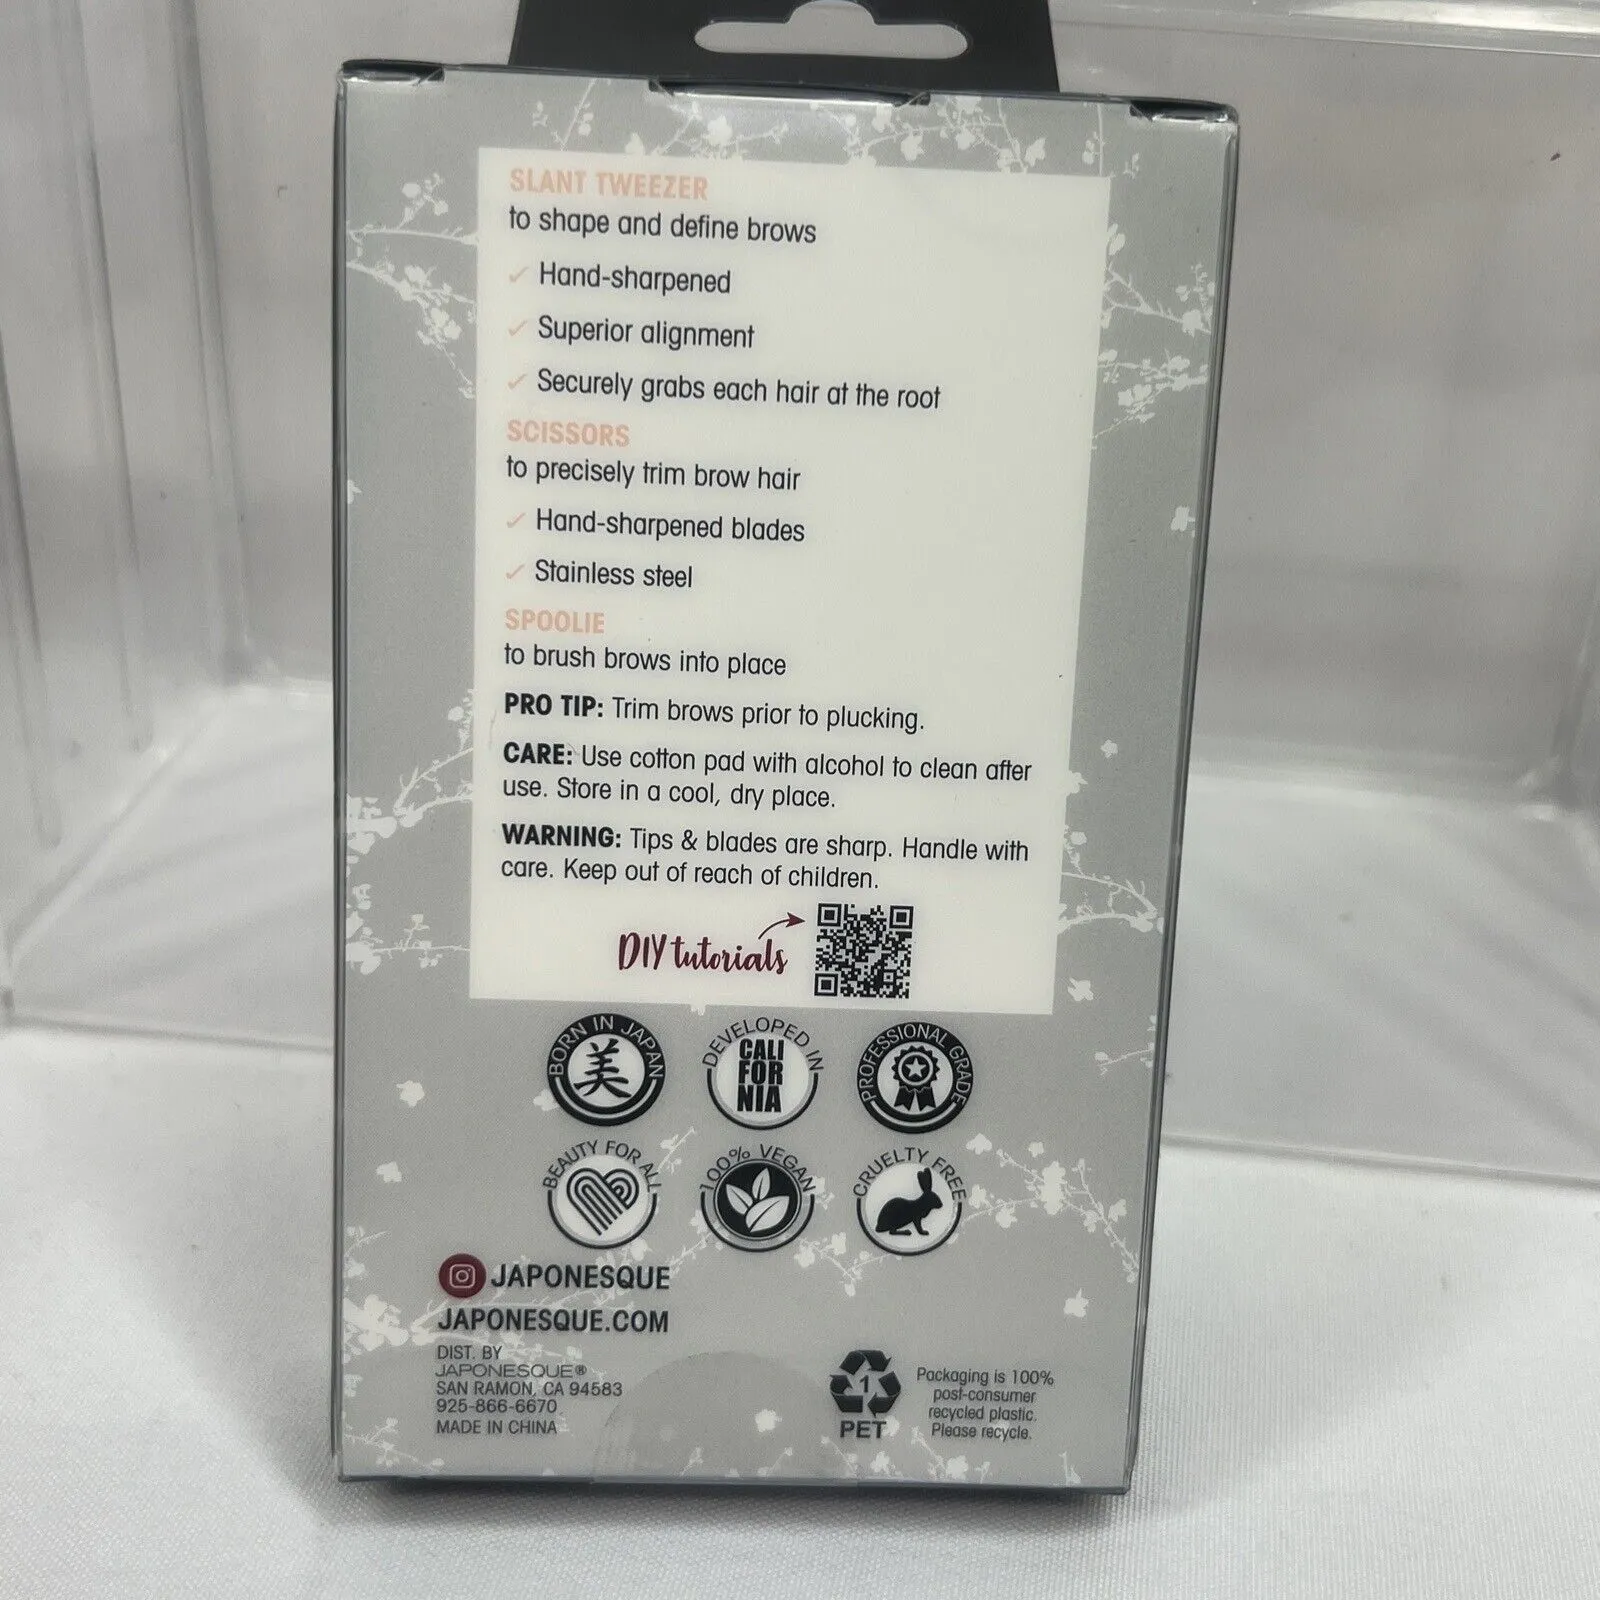 SLANT TWEEZER
to shape and define brows
✓ Hand-sharpened
✓ Superior alignment
✓ Securely grabs each hair at the root
SCISSORS
to precisely trim brow hair
✓ Hand-sharpened blades
✓ Stainless steel
SPOOLIE
to brush brows into place
PRO TIP: Trim brows prior to plucking.
CARE: Use cotton pad with alcohol to clean after
use. Store in a cool, dry place.
WARNING: Tips & blades are sharp. Handle with
care. Keep out of reach of children.
DIY tutorials
BORN IN JAPAN
美
DEVELOPED IN
CALI
FOR
NIA
PROFESSIONAL GRADE
BEAUTY FOR ALL
100% VEGAN
CRUELTY FREE
JAPONESQUE
JAPONESQUE.COM
DIST. BY
JAPONESQUE®
SAN RAMON, CA 94583
925-866-6670
MADE IN CHINA
1
PET
Packaging is 100%
post-consumer
recycled plastic.
Please recycle.